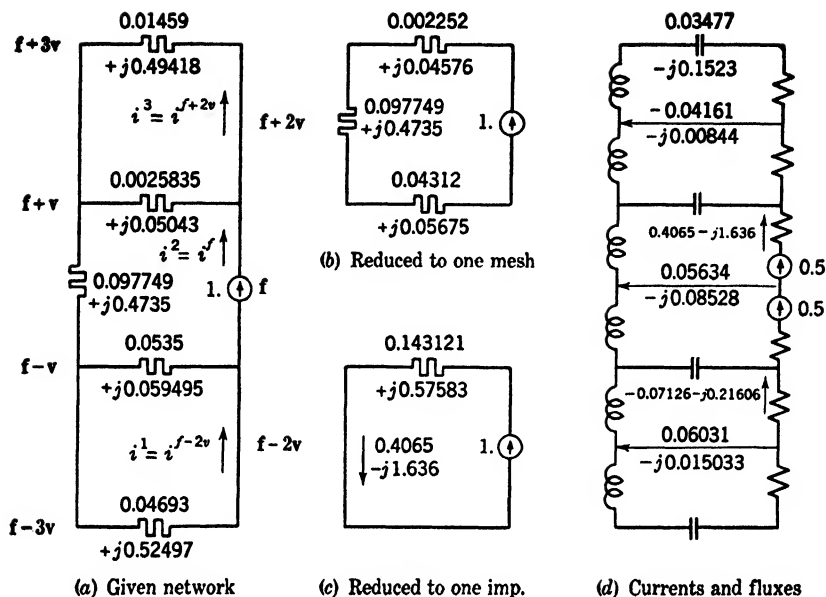 0.01459
f+3v
+j0.49418
i³ = i^{f+2v}
f+2v
0.0025835
f+v
+j0.05043
i² = i^f
0.097749
+j0.4735
1.
f
0.0535
f−v
+j0.059495
i¹ = i^{f−2v}
f−2v
0.04693
f−3v
+j0.52497
(a) Given network
0.002252
+j0.04576
0.097749
+j0.4735
1.
0.04312
+j0.05675
(b) Reduced to one mesh
0.143121
+j0.57583
0.4065
−j1.636
1.
(c) Reduced to one imp.
0.03477
−j0.1523
−0.04161
−j0.00844
0.4065−j1.636
0.05634
−j0.08528
0.5
0.5
−0.07126−j0.21606
0.06031
−j0.015033
(d) Currents and fluxes